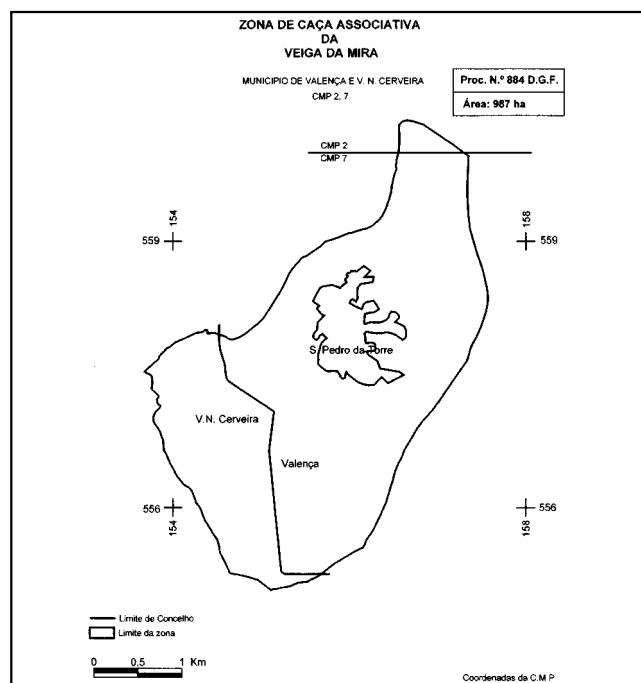 ZONA DE CAÇA ASSOCIATIVA
DA
VEIGA DA MIRA
MUNICIPIO DE VALENÇA E V. N. CERVEIRA
CMP 2, 7
Proc. N.º 884 D.G.F.
Área: 987 ha
CMP 2
CMP 7
154
559
158
559
S. Pedro da Torre
V.N. Cerveira
Valença
556
154
556
158
Limite de Concelho
Limite da zona
0 0,5 1 Km
Coordenadas da C.M.P